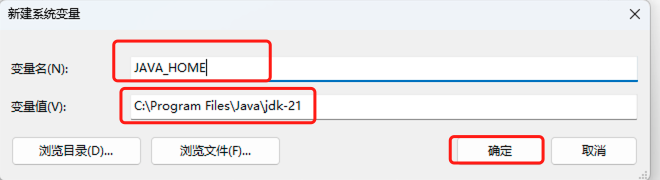 新建系统变量
变量名(N):
JAVA_HOME
变量值(V):
C:\Program Files\Java\jdk-21
浏览目录(D)...
浏览文件(F)...
确定
取消